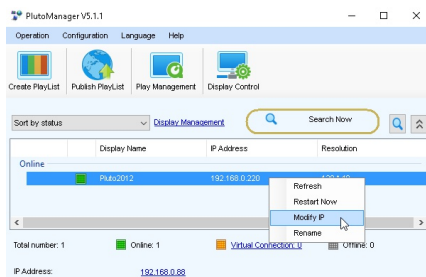 PlutoManager V5.1.1
Operation Configuration Language Help
Create PlayList Publish PlayList Play Management Display Control
Sort by status Display Management Search Now
Display Name IP Address Resolution
Online
Pluto2012 192.168.0.220
Refresh
Restart Now
Modify IP
Rename
Total number: 1 Online: 1 Virtual Connection: 0 Offline: 0
IP Address: 192.168.0.88